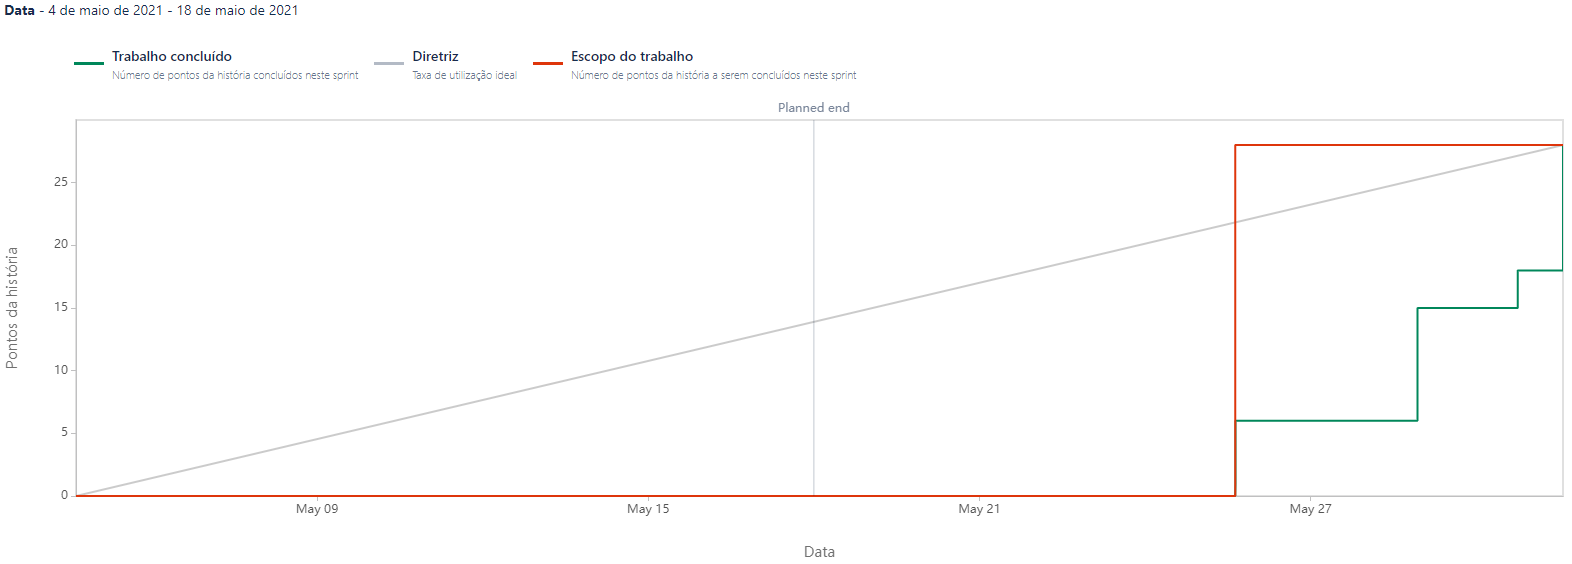 Data - 4 de maio de 2021 - 18 de maio de 2021
Trabalho concluído
Número de pontos da história concluídos neste sprint
Diretriz
Taxa de utilização ideal
Escopo do trabalho
Número de pontos da história a serem concluídos neste sprint
Planned end
Pontos da história
25
20
15
10
5
0
May 09
May 15
May 21
May 27
Data